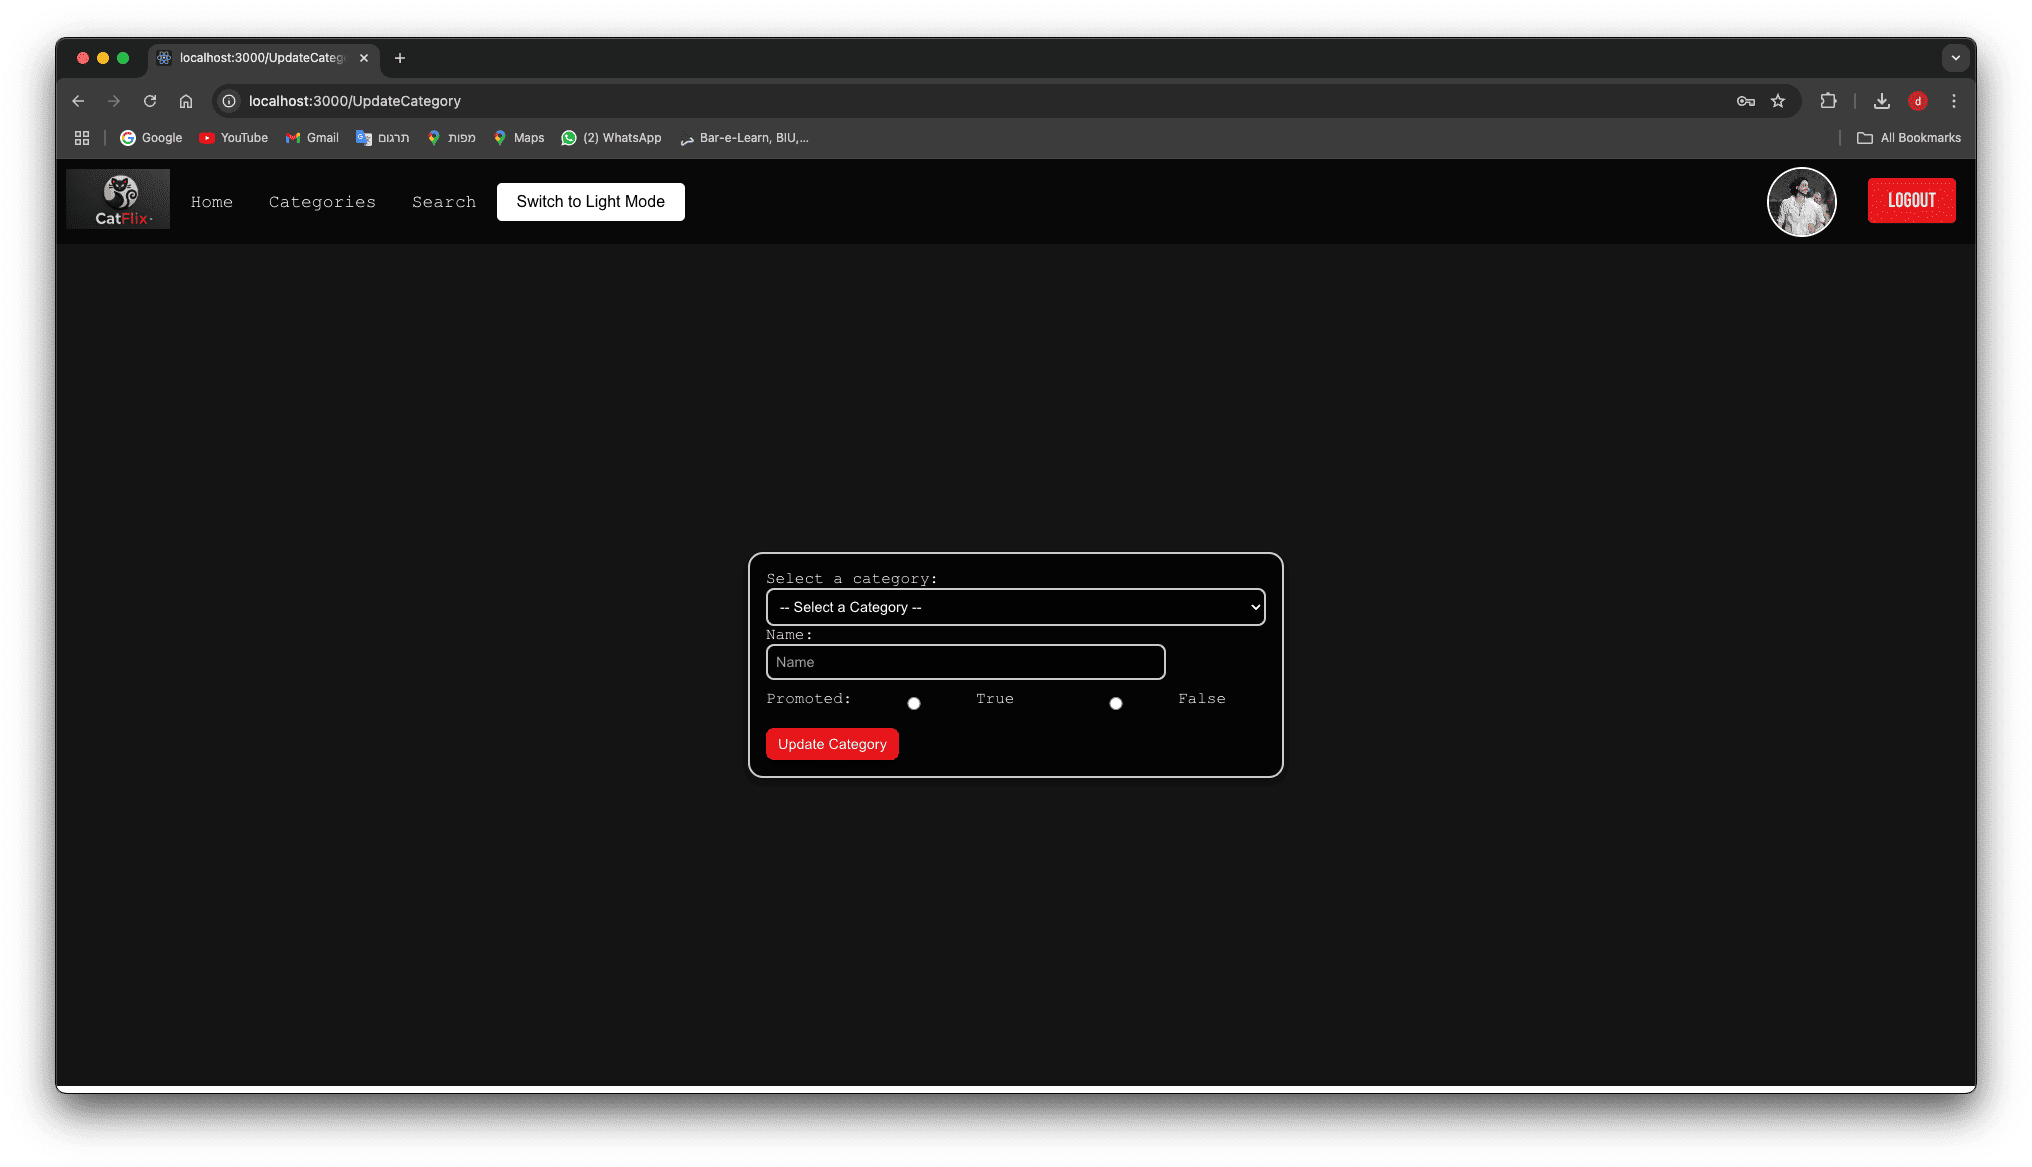 localhost:3000/UpdateCateg
localhost:3000/UpdateCategory
Google YouTube Gmail תרגום מפות Maps (2) WhatsApp Bar-e-Learn, BIU,... All Bookmarks
CatFlix Home Categories Search Switch to Light Mode LOGOUT
Select a category:
-- Select a Category --
Name:
Name
Promoted: True False
Update Category